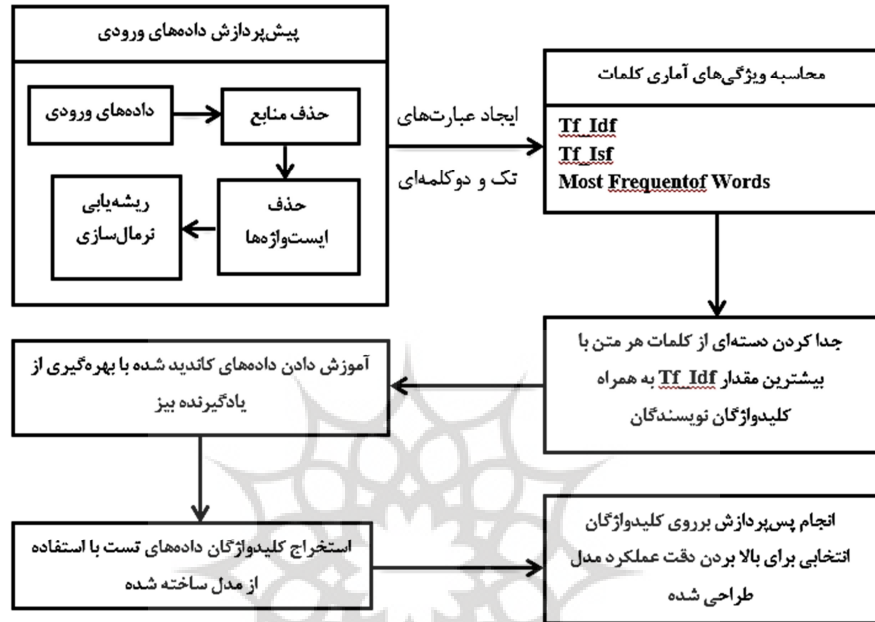 پیش‌پردازش داده‌های ورودی
داده‌های ورودی
حذف منابع
حذف
ایست‌واژه‌ها
ریشه‌یابی
نرمال‌سازی
ایجاد عبارت‌های
تک و دوکلمه‌ای
محاسبه ویژگی‌های آماری کلمات
Tf_Idf
Tf_Isf
Most Frequentof Words
جدا کردن دسته‌ای از کلمات هر متن با
بیشترین مقدار Tf_Idf به همراه
کلیدواژگان نویسندگان
آموزش دادن داده‌های کاندید شده با بهره‌گیری از
یادگیرنده بیز
استخراج کلیدواژگان داده‌های تست با استفاده
از مدل ساخته شده
انجام پس‌پردازش برروی کلیدواژگان
انتخابی برای بالا بردن دقت عملکرد مدل
طراحی شده